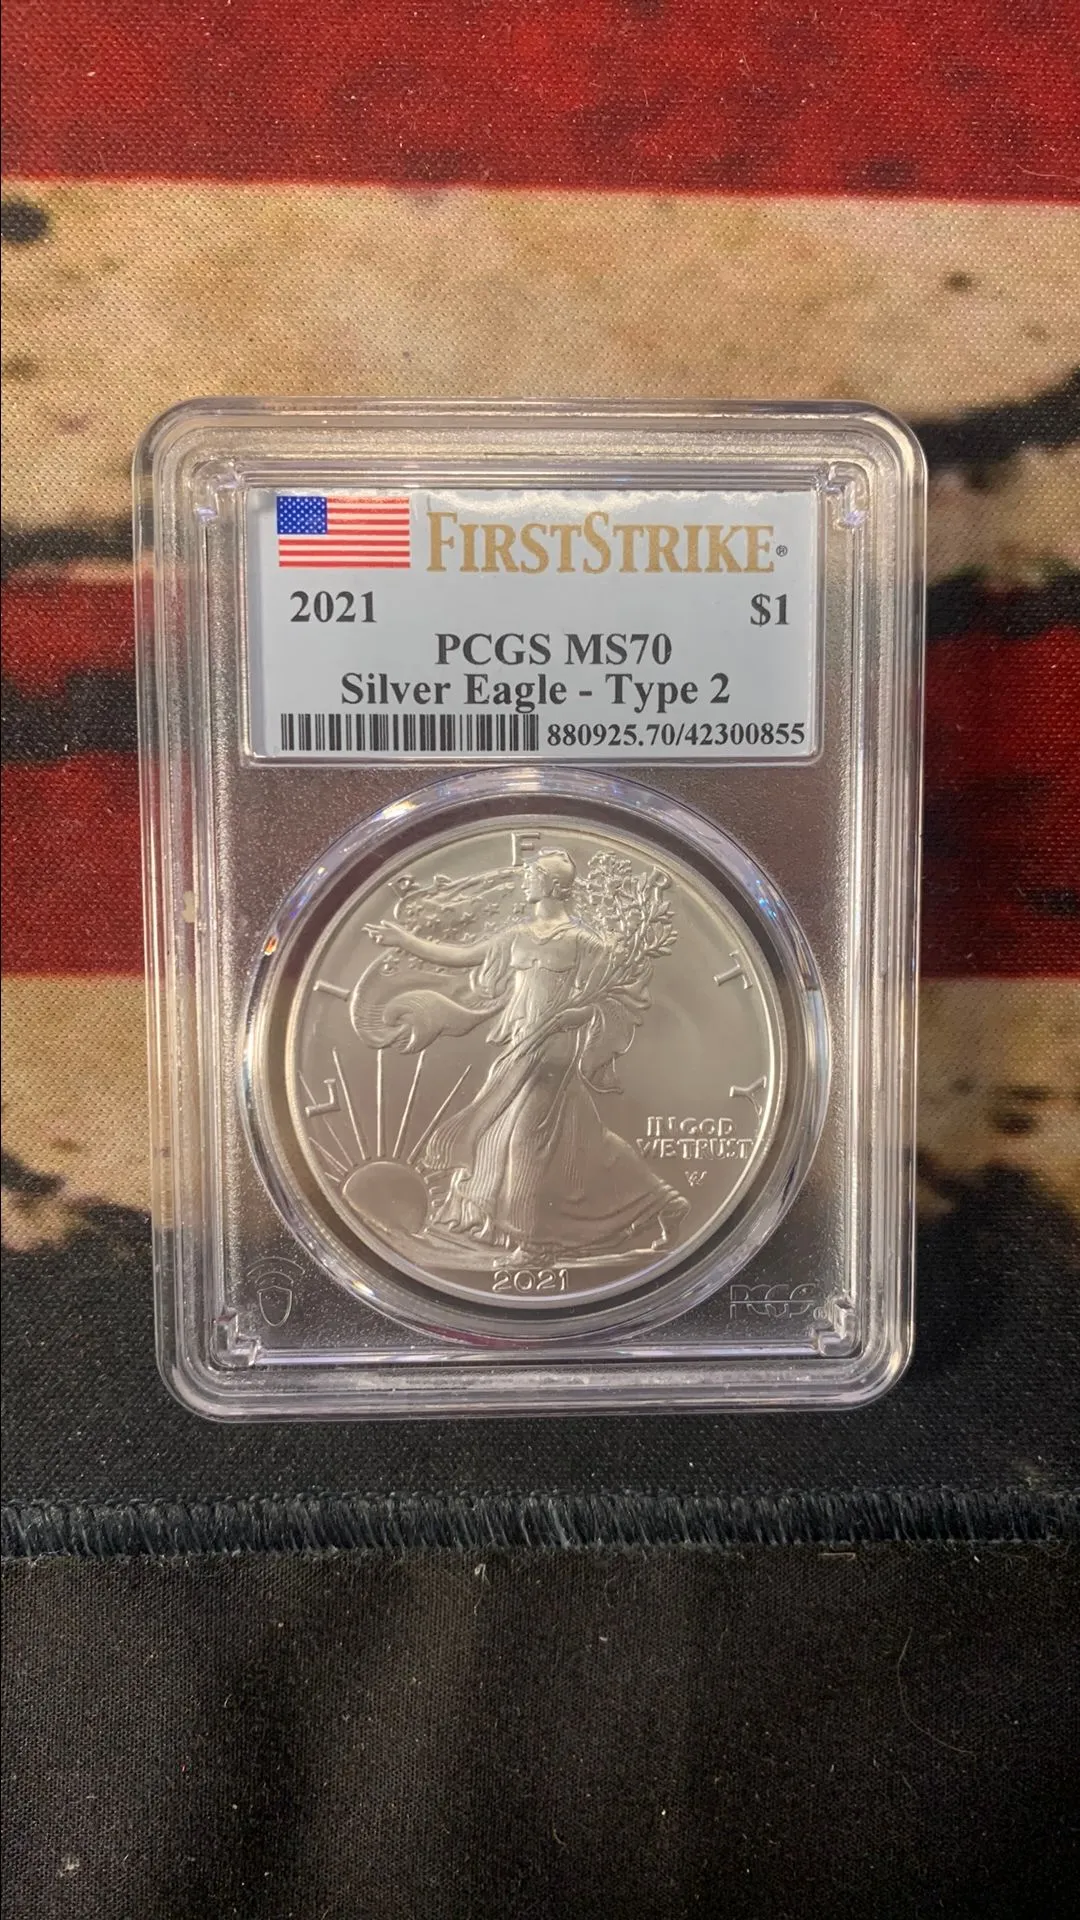 FIRSTSTRIKE®
2021 $1
PCGS MS70
Silver Eagle - Type 2
880925.70/42300855
LIBERTY
IN GOD
WE TRUST
W
2021
PCGS®